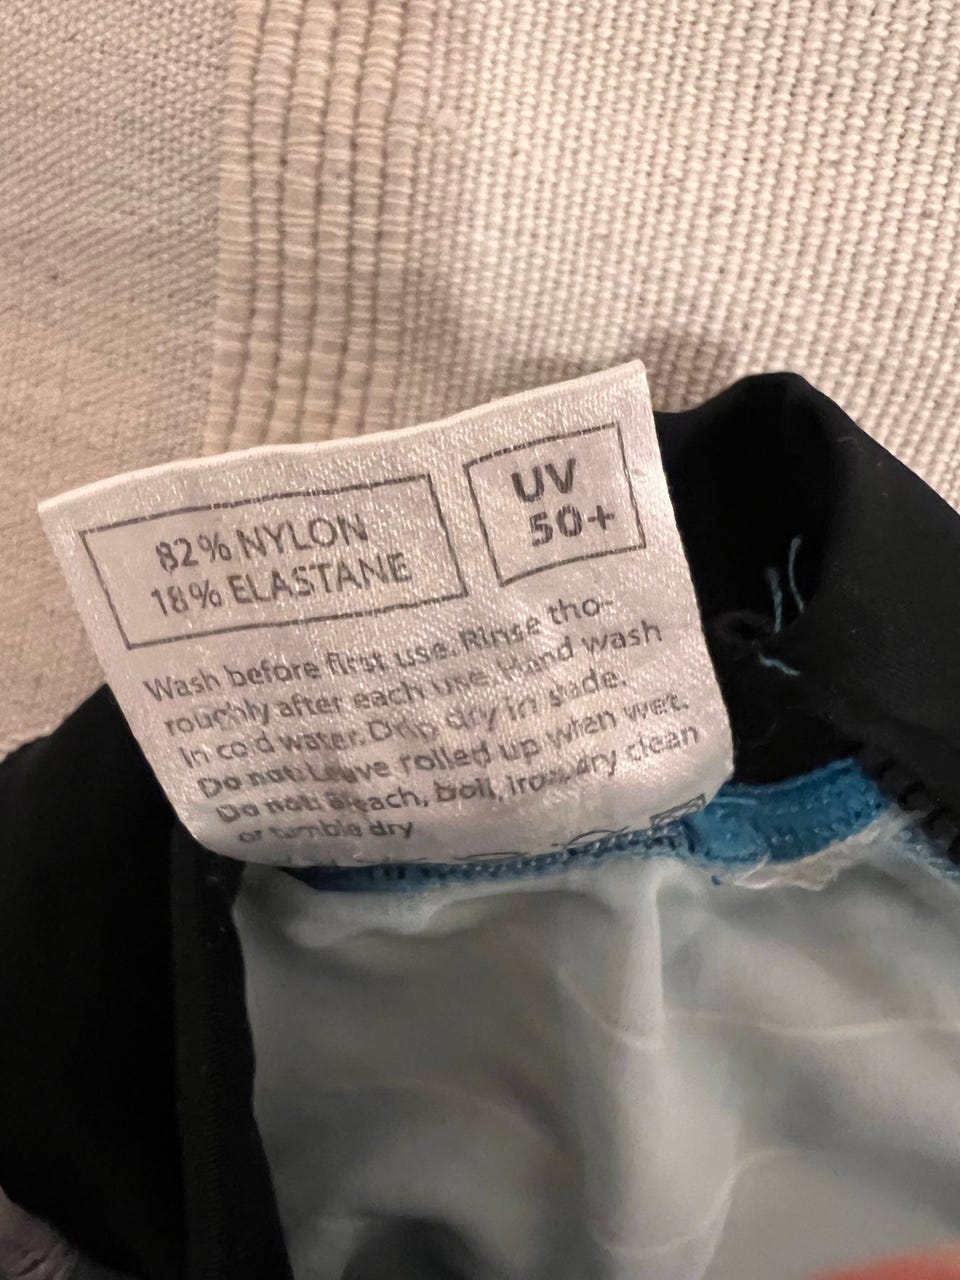 82% NYLON
18% ELASTANE
UV
50+
Wash before first use. Rinse tho-
roughly after each use. Hand wash
in cold water. Drip dry in shade.
Do not Leave rolled up when wet.
Do not Bleach, boil, iron, dry clean
or tumble dry